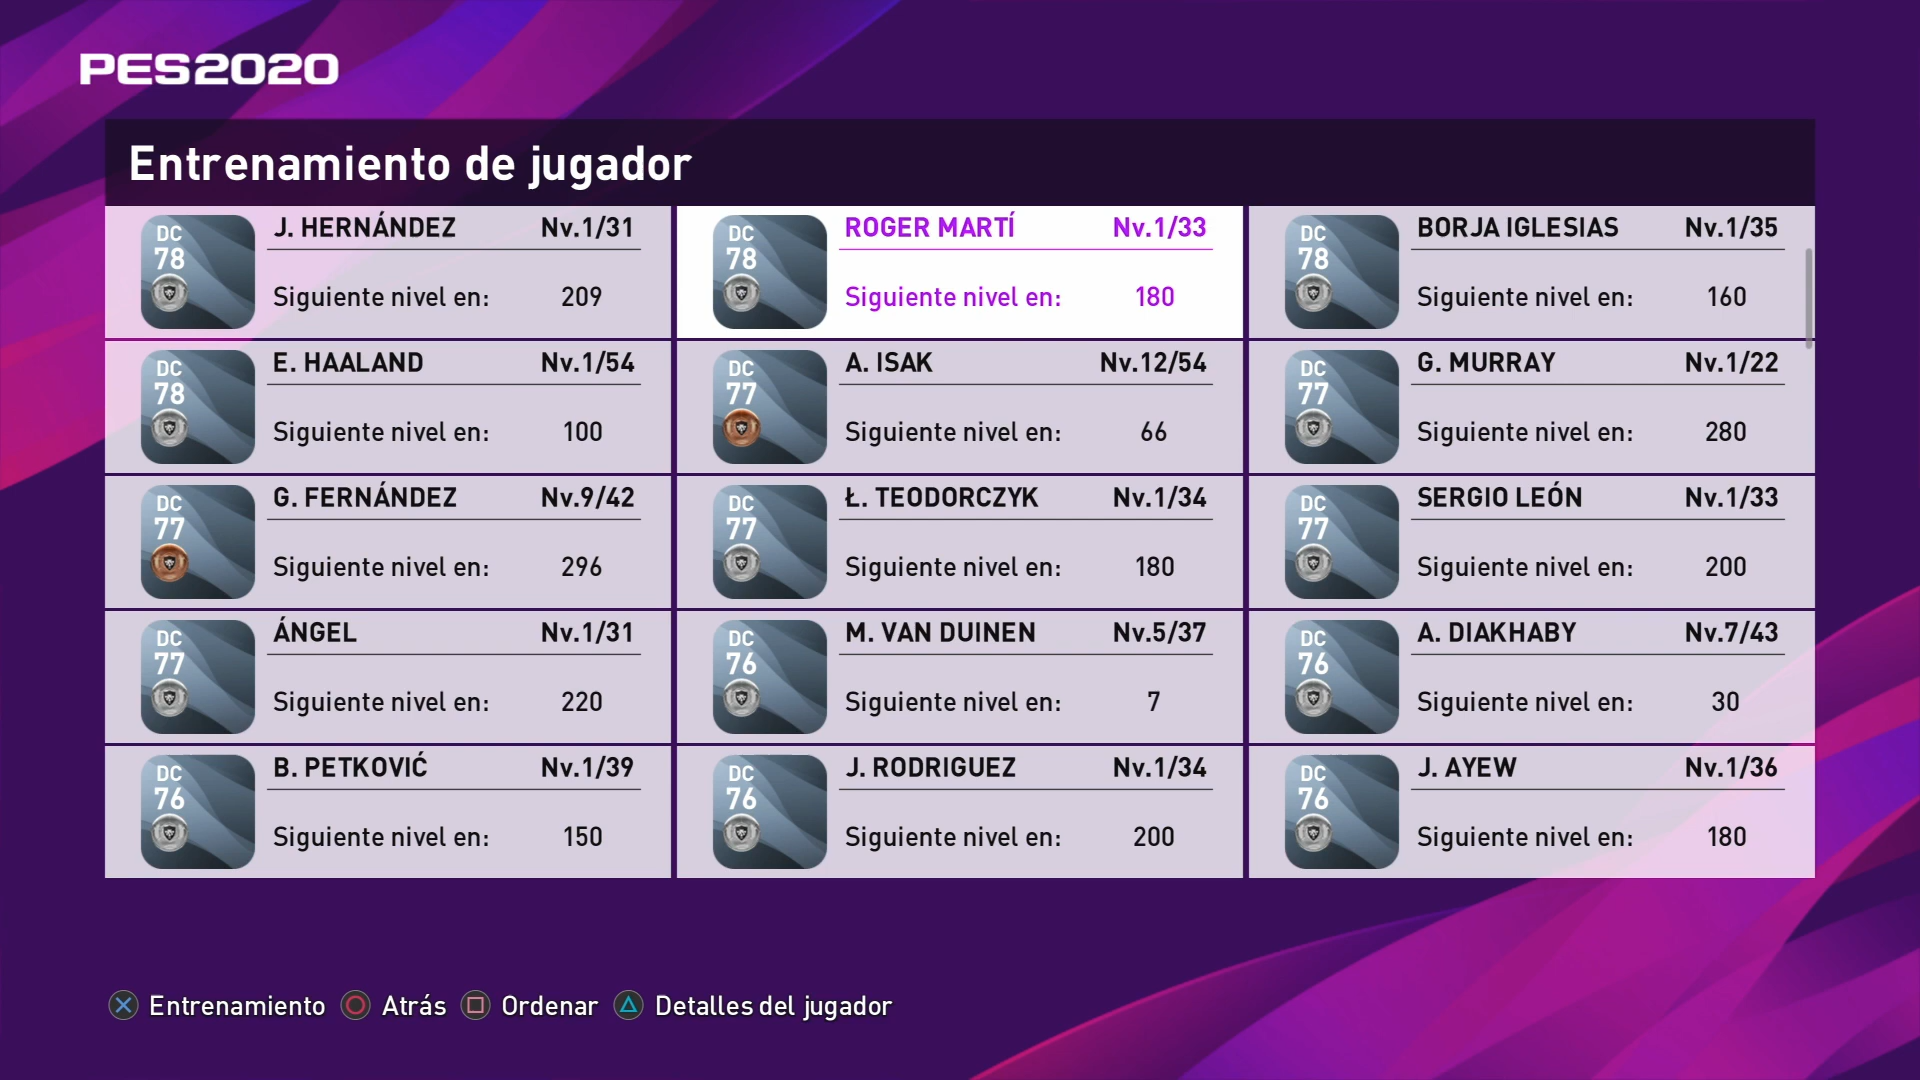 PES2020
Entrenamiento de jugador
DC
78
J. HERNÁNDEZ Nv.1/31
Siguiente nivel en: 209
DC
78
ROGER MARTÍ Nv.1/33
Siguiente nivel en: 180
DC
78
BORJA IGLESIAS Nv.1/35
Siguiente nivel en: 160
DC
78
E. HAALAND Nv.1/54
Siguiente nivel en: 100
DC
77
A. ISAK Nv.12/54
Siguiente nivel en: 66
DC
77
G. MURRAY Nv.1/22
Siguiente nivel en: 280
DC
77
G. FERNÁNDEZ Nv.9/42
Siguiente nivel en: 296
DC
77
Ł. TEODORCZYK Nv.1/34
Siguiente nivel en: 180
DC
77
SERGIO LEÓN Nv.1/33
Siguiente nivel en: 200
DC
77
ÁNGEL Nv.1/31
Siguiente nivel en: 220
DC
76
M. VAN DUINEN Nv.5/37
Siguiente nivel en: 7
DC
76
A. DIAKHABY Nv.7/43
Siguiente nivel en: 30
DC
76
B. PETKOVIĆ Nv.1/39
Siguiente nivel en: 150
DC
76
J. RODRIGUEZ Nv.1/34
Siguiente nivel en: 200
DC
76
J. AYEW Nv.1/36
Siguiente nivel en: 180
Entrenamiento Atrás Ordenar Detalles del jugador